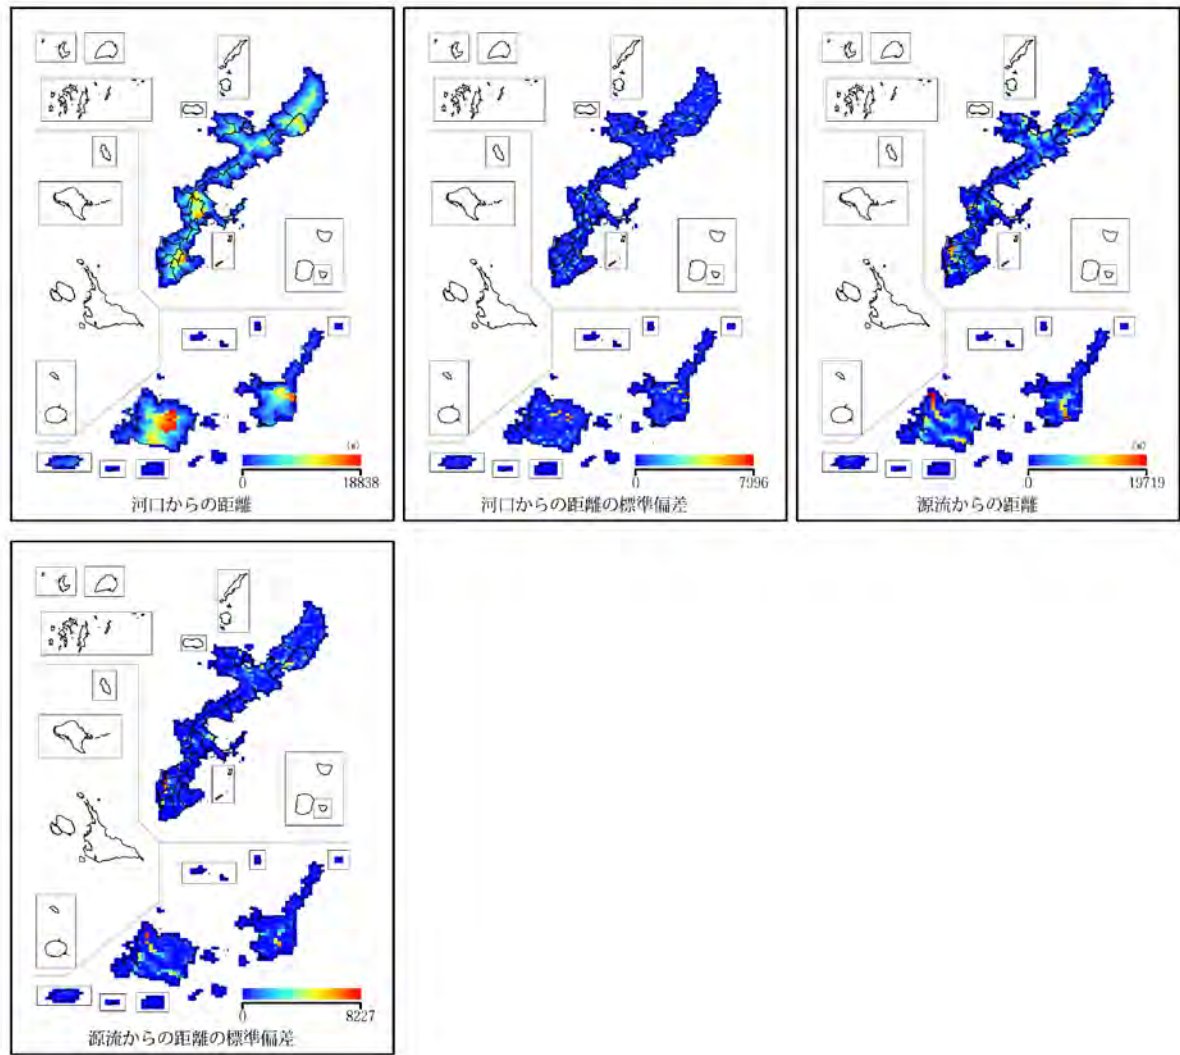 (m)
0 18838
河口からの距離
0 7996
河口からの距離の標準偏差
(m)
0 19719
源流からの距離
0 8227
源流からの距離の標準偏差